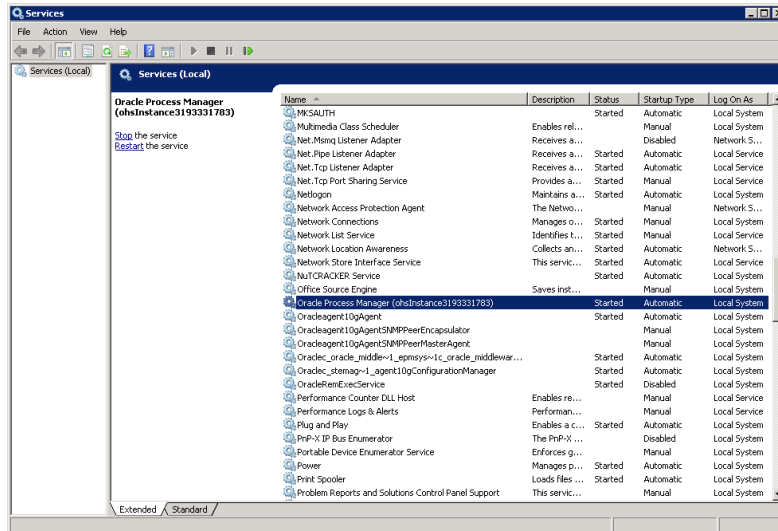 Services
File Action View Help
Services (Local)
Services (Local)
Oracle Process Manager
(ohsInstance3193331783)
Stop the service
Restart the service
Name Description Status Startup Type Log On As
MKSAUTH Started Automatic Local System
Multimedia Class Scheduler Enables rel... Manual Local System
Net.Msmq Listener Adapter Receives a... Disabled Network S...
Net.Pipe Listener Adapter Receives a... Started Automatic Local Service
Net.Tcp Listener Adapter Receives a... Started Automatic Local Service
Net.Tcp Port Sharing Service Provides a... Started Manual Local Service
Netlogon Maintains a... Started Automatic Local System
Network Access Protection Agent The Netwo... Manual Network S...
Network Connections Manages o... Started Manual Local System
Network List Service Identifies t... Started Manual Local Service
Network Location Awareness Collects an... Started Automatic Network S...
Network Store Interface Service This servic... Started Automatic Local Service
NuTCRACKER Service Started Automatic Local System
Office Source Engine Saves inst... Manual Local System
Oracle Process Manager (ohsInstance3193331783) Started Automatic Local System
Oracleagent10gAgent Started Automatic Local System
Oracleagent10gAgentSNMPPeerEncapsulator Manual Local System
Oracleagent10gAgentSNMPPeerMasterAgent Manual Local System
Oraclec_oracle_middle~1_epmsys~1c_oracle_middlewar... Started Automatic Local System
Oraclec_stemag~1_agent10gConfigurationManager Started Automatic Local System
OracleRemExecService Started Disabled Local System
Performance Counter DLL Host Enables re... Manual Local Service
Performance Logs & Alerts Performan... Manual Local Service
Plug and Play Enables a c... Started Automatic Local System
PnP-X IP Bus Enumerator The PnP-X ... Disabled Local System
Portable Device Enumerator Service Enforces g... Manual Local System
Power Manages p... Started Automatic Local System
Print Spooler Loads files ... Started Automatic Local System
Problem Reports and Solutions Control Panel Support This servic... Manual Local System
Extended Standard